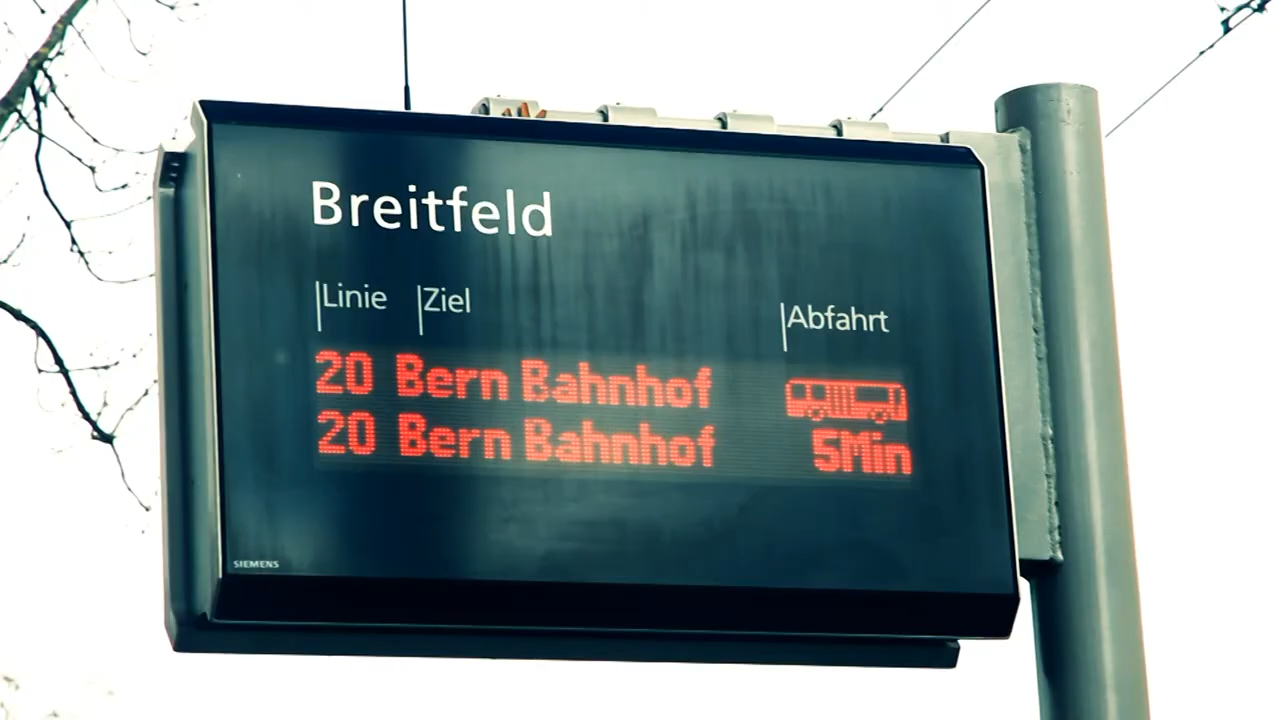 Breitfeld
Linie Ziel Abfahrt
20 Bern Bahnhof
20 Bern Bahnhof 5Min
SIEMENS